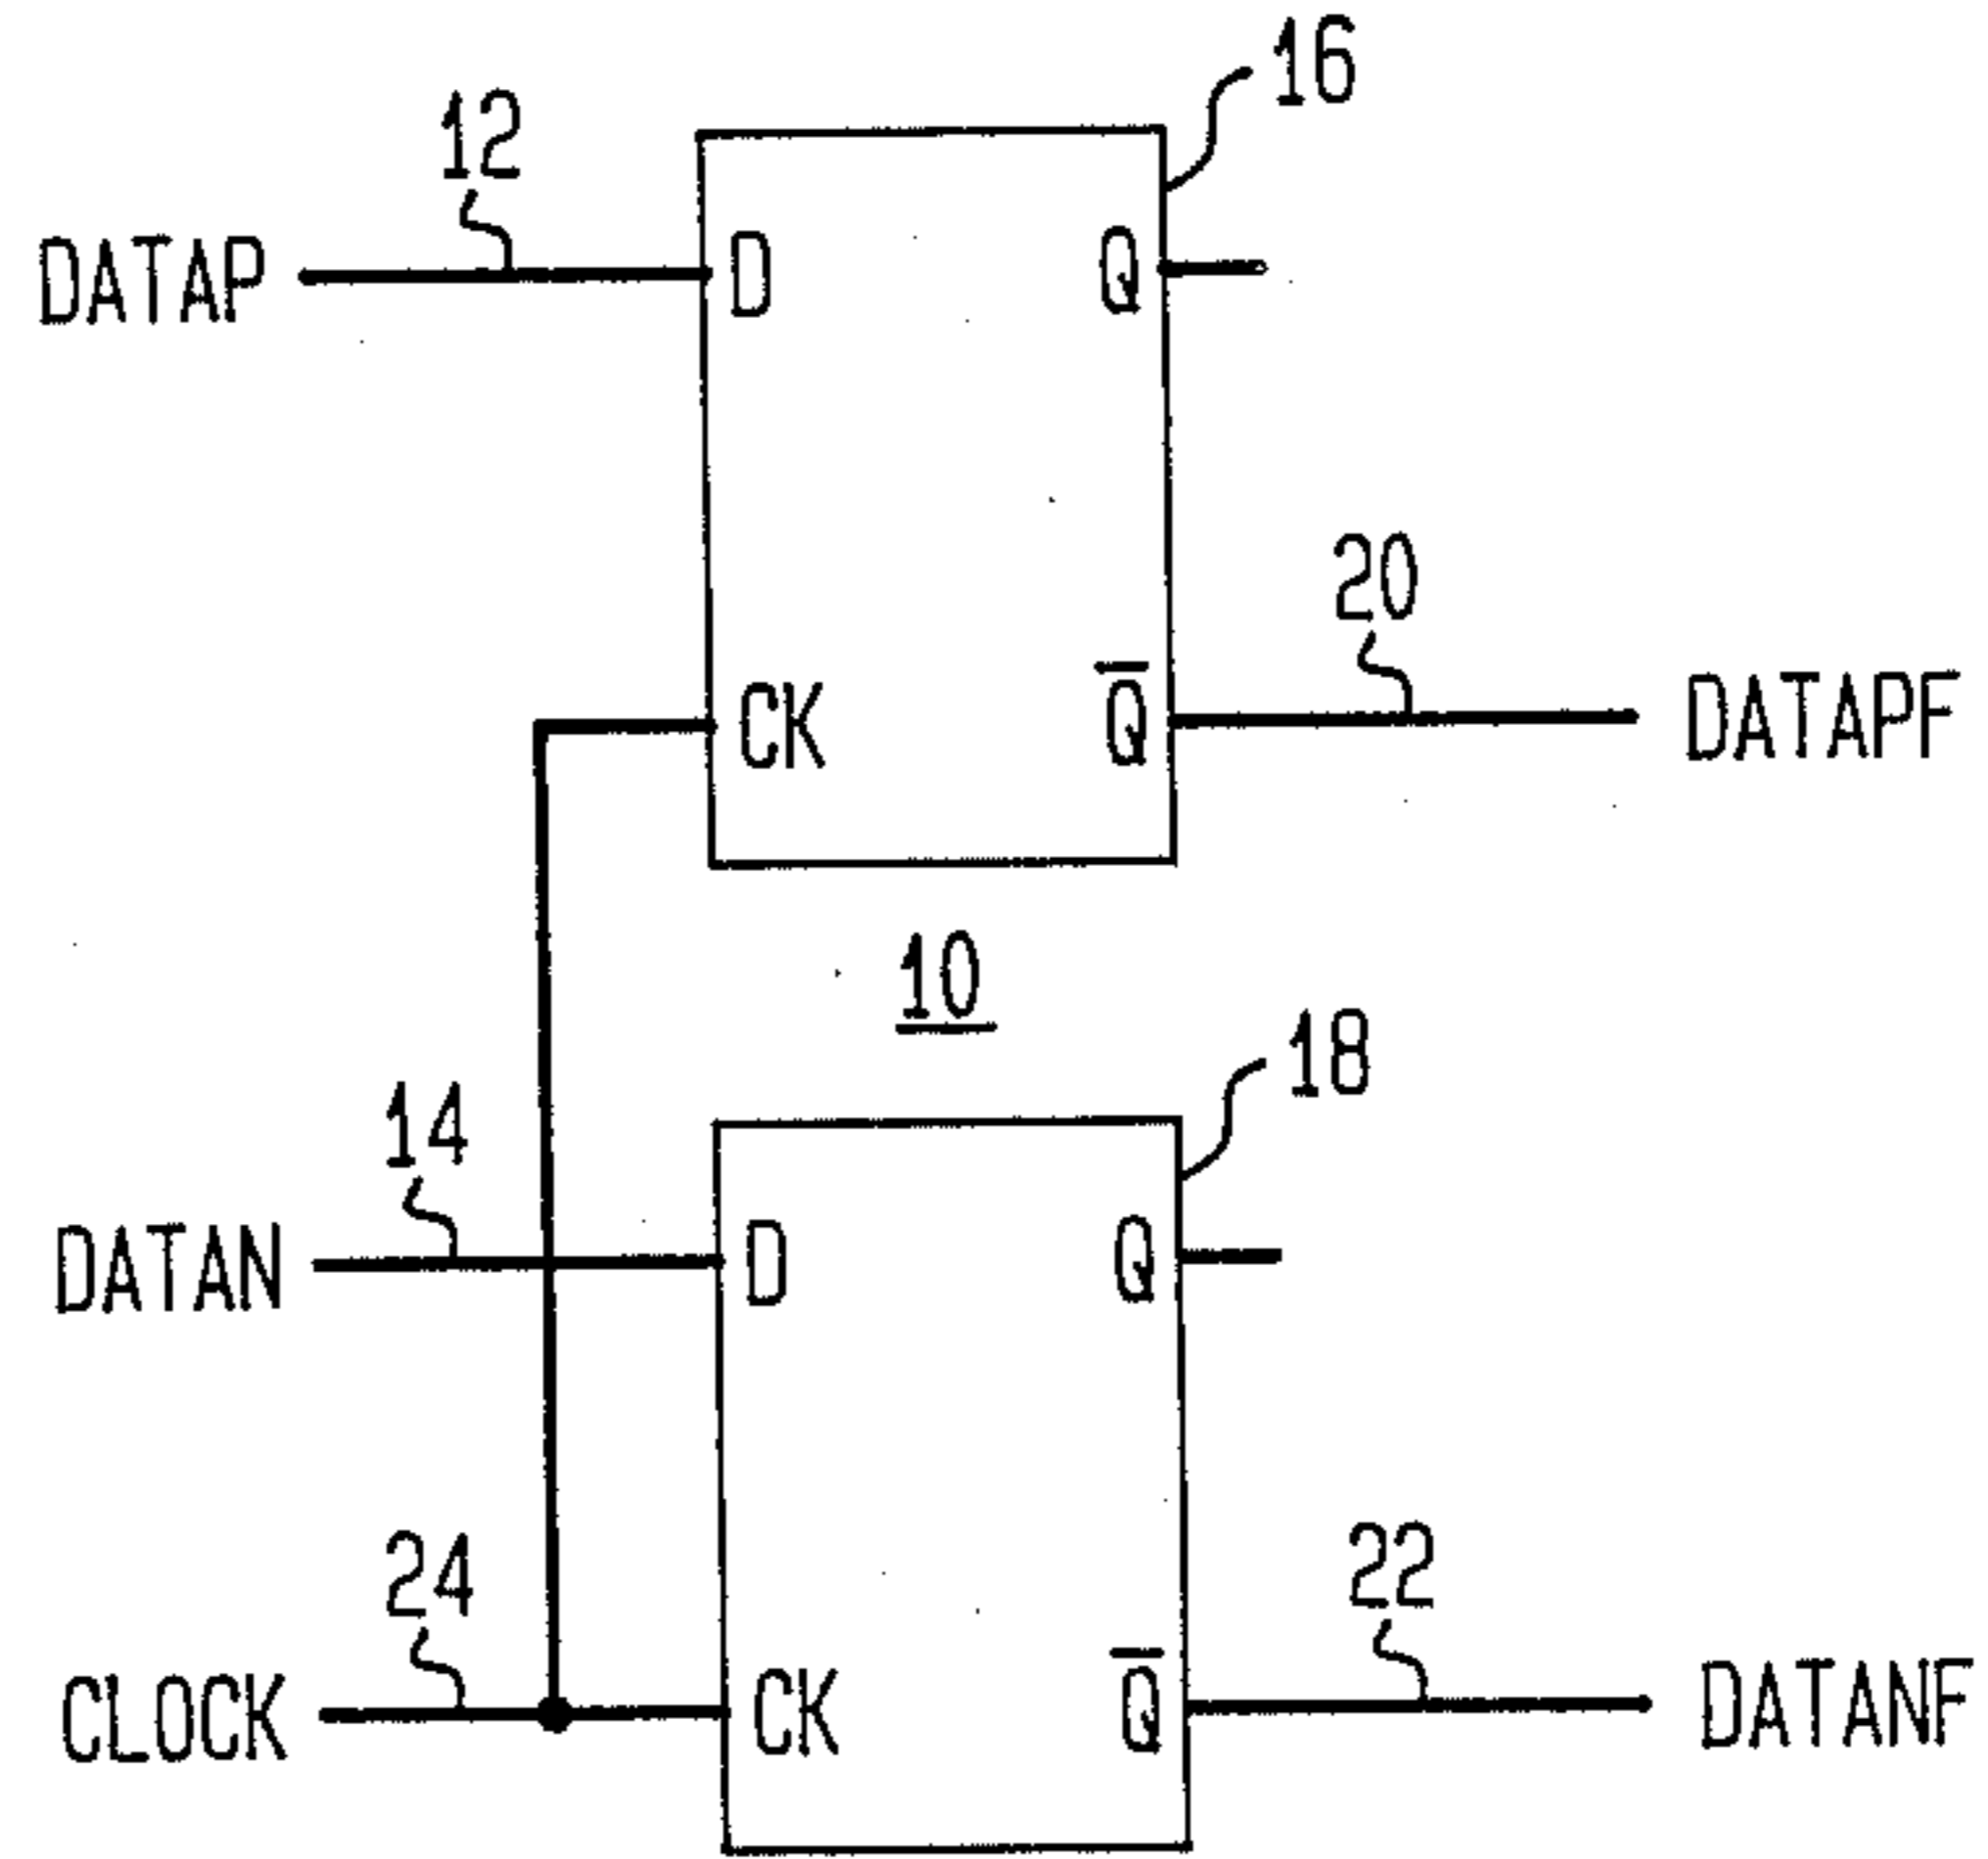 16
12
DATAP
D
Q
20
CK
Q̅
DATAPF
10
18
14
DATAN
D
Q
24
22
CLOCK
CK
Q̅
DATANF